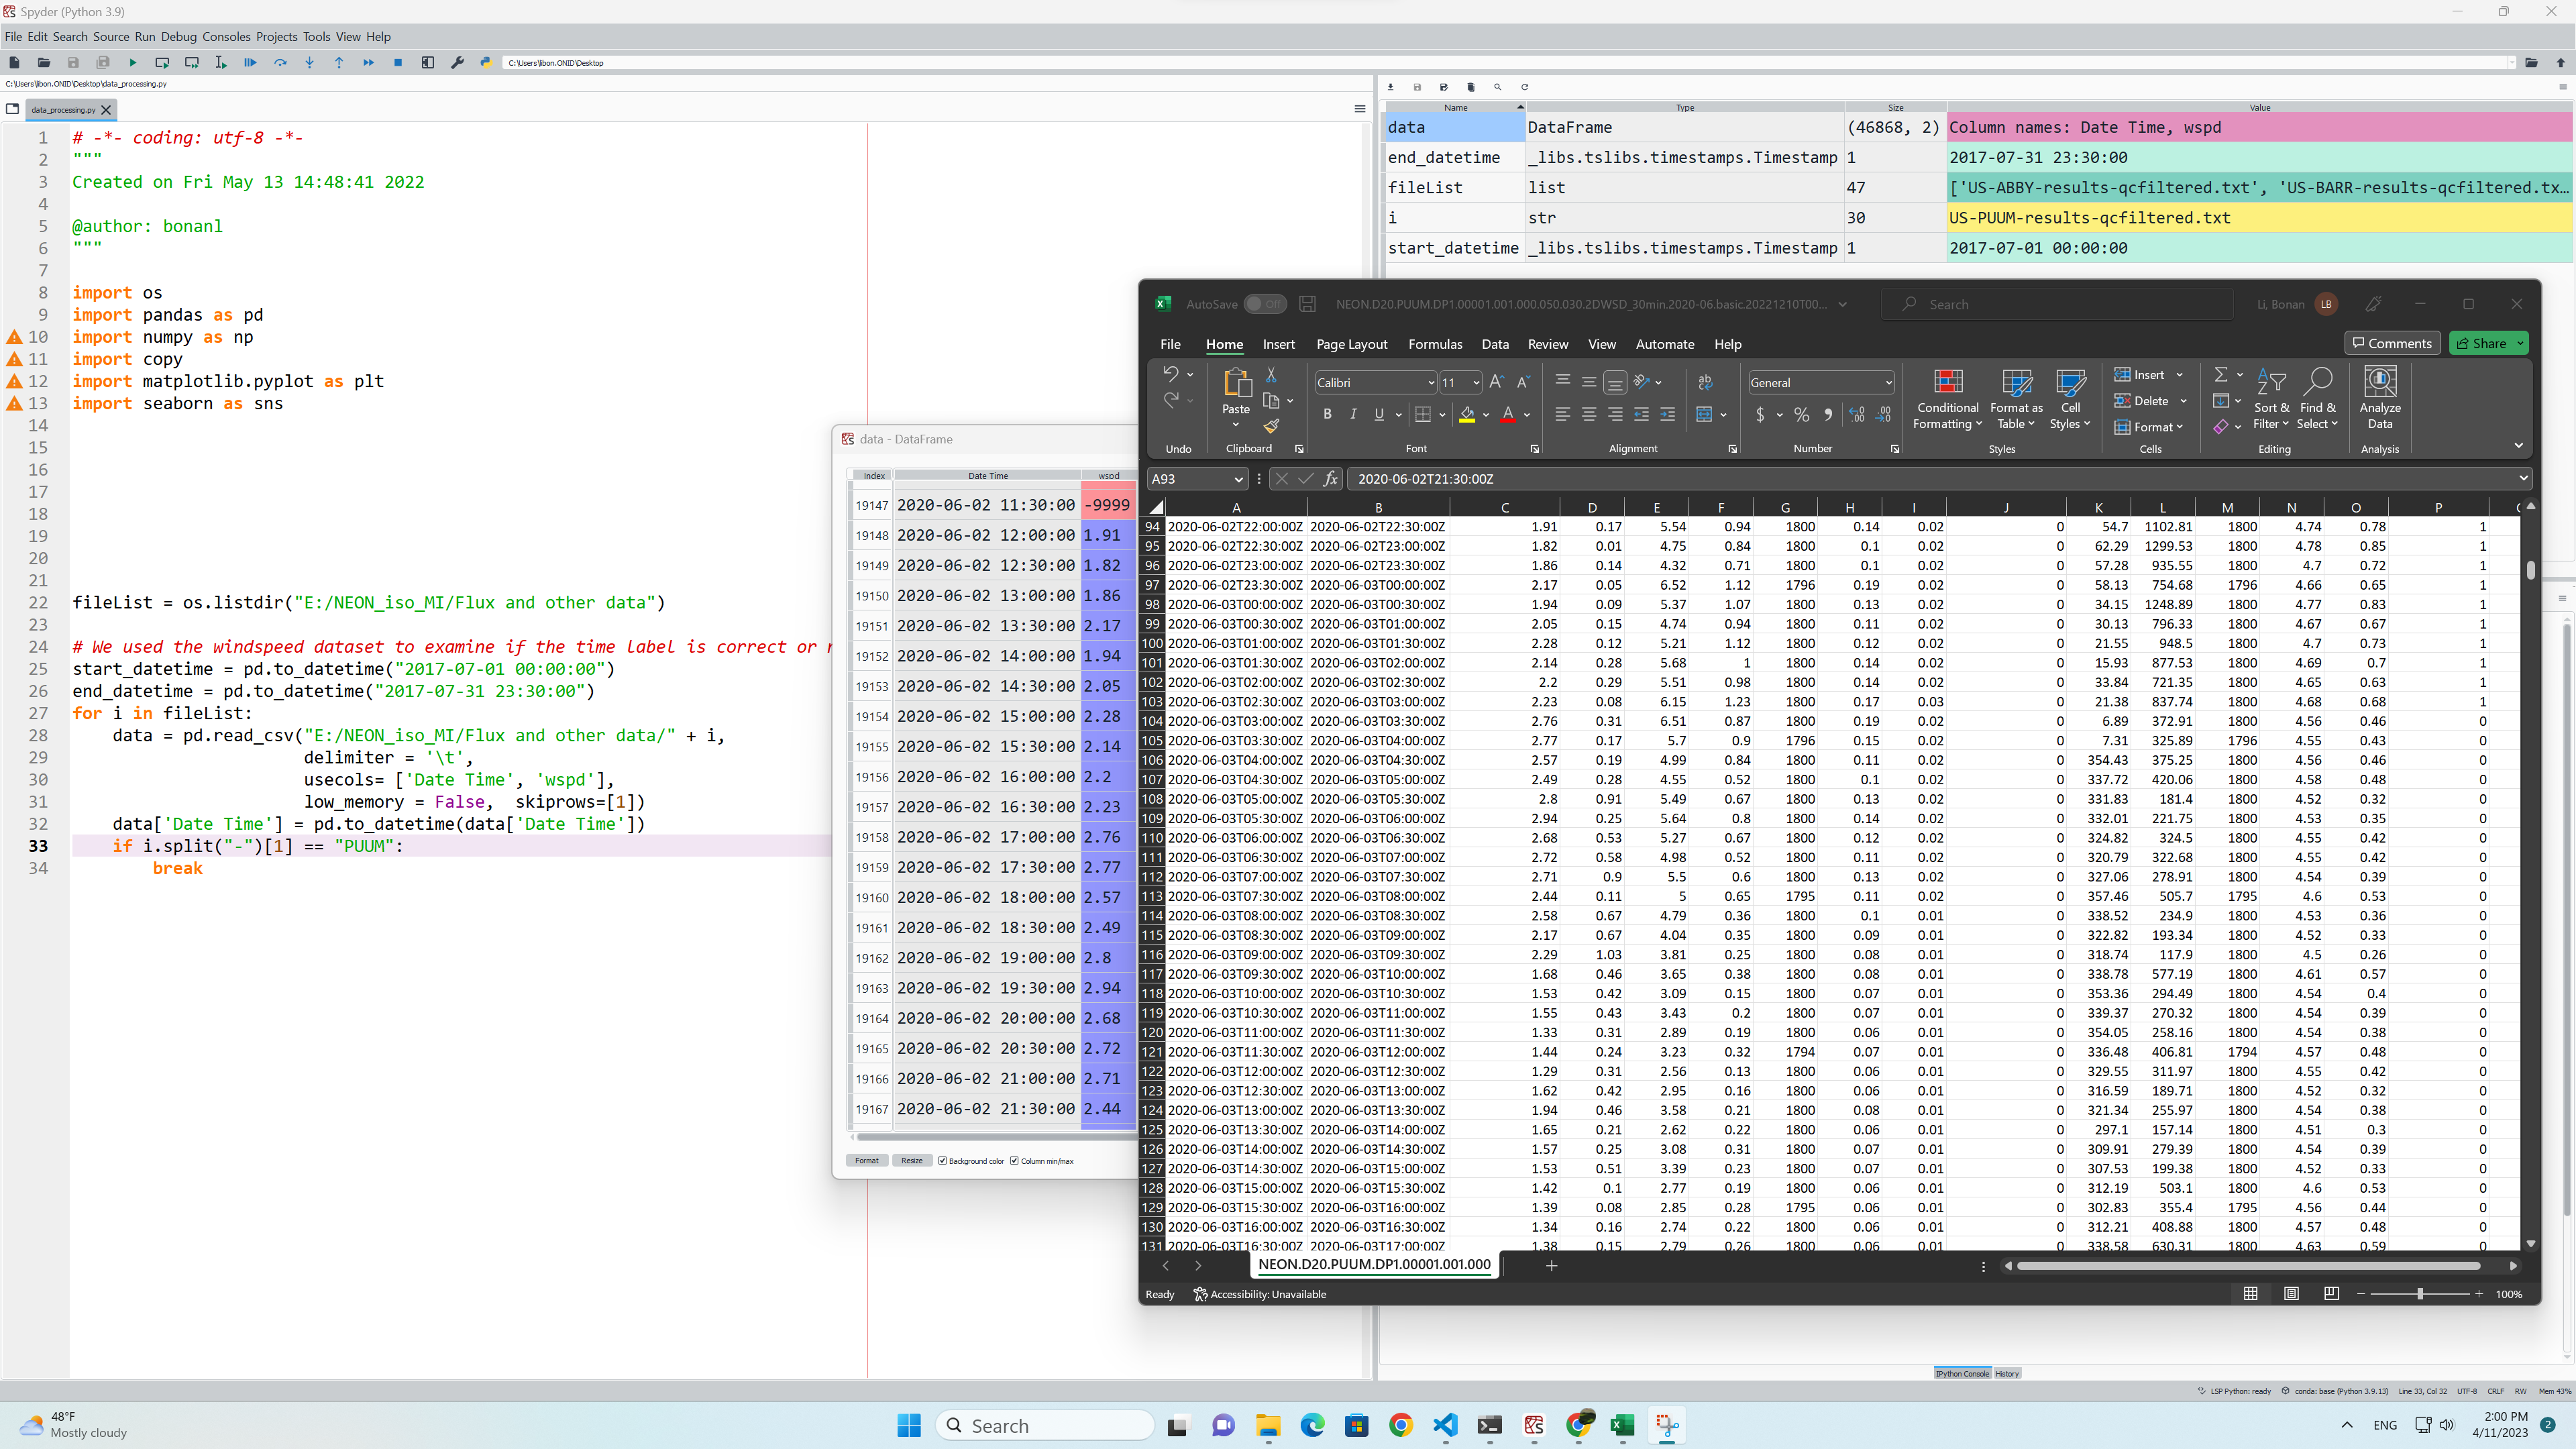 Spyder (Python 3.9)
File Edit Search Source Run Debug Consoles Projects Tools View Help
C:\Users\libon.ONID\Desktop
C:\Users\libon.ONID\Desktop\data_processing.py
data_processing.py
1 # -*- coding: utf-8 -*-
2 """
3 Created on Fri May 13 14:48:41 2022
4
5 @author: bonanl
6 """
7
8 import os
9 import pandas as pd
10 import numpy as np
11 import copy
12 import matplotlib.pyplot as plt
13 import seaborn as sns
14
15
16
17
18
19
20
21
22 fileList = os.listdir("E:/NEON_iso_MI/Flux and other data")
23
24 # We used the windspeed dataset to examine if the time label is correct or
25 start_datetime = pd.to_datetime("2017-07-01 00:00:00")
26 end_datetime = pd.to_datetime("2017-07-31 23:30:00")
27 for i in fileList:
28 data = pd.read_csv("E:/NEON_iso_MI/Flux and other data/" + i,
29 delimiter = '\t',
30 usecols= ['Date Time', 'wspd'],
31 low_memory = False, skiprows=[1])
32 data['Date Time'] = pd.to_datetime(data['Date Time'])
33 if i.split("-")[1] == "PUUM":
34 break
Name Type Size Value
data DataFrame (46868, 2) Column names: Date Time, wspd
end_datetime _libs.tslibs.timestamps.Timestamp 1 2017-07-31 23:30:00
fileList list 47 ['US-ABBY-results-qcfiltered.txt', 'US-BARR-results-qcfiltered.tx…
i str 30 US-PUUM-results-qcfiltered.txt
start_datetime _libs.tslibs.timestamps.Timestamp 1 2017-07-01 00:00:00
data - DataFrame
Index Date Time wspd
19147 2020-06-02 11:30:00 -9999
19148 2020-06-02 12:00:00 1.91
19149 2020-06-02 12:30:00 1.82
19150 2020-06-02 13:00:00 1.86
19151 2020-06-02 13:30:00 2.17
19152 2020-06-02 14:00:00 1.94
19153 2020-06-02 14:30:00 2.05
19154 2020-06-02 15:00:00 2.28
19155 2020-06-02 15:30:00 2.14
19156 2020-06-02 16:00:00 2.2
19157 2020-06-02 16:30:00 2.23
19158 2020-06-02 17:00:00 2.76
19159 2020-06-02 17:30:00 2.77
19160 2020-06-02 18:00:00 2.57
19161 2020-06-02 18:30:00 2.49
19162 2020-06-02 19:00:00 2.8
19163 2020-06-02 19:30:00 2.94
19164 2020-06-02 20:00:00 2.68
19165 2020-06-02 20:30:00 2.72
19166 2020-06-02 21:00:00 2.71
19167 2020-06-02 21:30:00 2.44
Format Resize Background color Column min/max
AutoSave Off NEON.D20.PUUM.DP1.00001.001.000.050.030.2DWSD_30min.2020-06.basic.20221210T00... Search Li, Bonan LB
File Home Insert Page Layout Formulas Data Review View Automate Help Comments Share
Calibri 11 General Insert
Paste Conditional Format as Cell Delete Sort & Find & Analyze
Formatting Table Styles Format Filter Select Data
Undo Clipboard Font Alignment Number Styles Cells Editing Analysis
A93 fx 2020-06-02T21:30:00Z
A B C D E F G H I J K L M N O P
94 2020-06-02T22:00:00Z 2020-06-02T22:30:00Z 1.91 0.17 5.54 0.94 1800 0.14 0.02 0 54.7 1102.81 1800 4.74 0.78 1
95 2020-06-02T22:30:00Z 2020-06-02T23:00:00Z 1.82 0.01 4.75 0.84 1800 0.1 0.02 0 62.29 1299.53 1800 4.78 0.85 1
96 2020-06-02T23:00:00Z 2020-06-02T23:30:00Z 1.86 0.14 4.32 0.71 1800 0.1 0.02 0 57.28 935.55 1800 4.7 0.72 1
97 2020-06-02T23:30:00Z 2020-06-03T00:00:00Z 2.17 0.05 6.52 1.12 1796 0.19 0.02 0 58.13 754.68 1796 4.66 0.65 1
98 2020-06-03T00:00:00Z 2020-06-03T00:30:00Z 1.94 0.09 5.37 1.07 1800 0.13 0.02 0 34.15 1248.89 1800 4.77 0.83 1
99 2020-06-03T00:30:00Z 2020-06-03T01:00:00Z 2.05 0.15 4.74 0.94 1800 0.11 0.02 0 30.13 796.33 1800 4.67 0.67 1
100 2020-06-03T01:00:00Z 2020-06-03T01:30:00Z 2.28 0.12 5.21 1.12 1800 0.12 0.02 0 21.55 948.5 1800 4.7 0.73 1
101 2020-06-03T01:30:00Z 2020-06-03T02:00:00Z 2.14 0.28 5.68 1 1800 0.14 0.02 0 15.93 877.53 1800 4.69 0.7 1
102 2020-06-03T02:00:00Z 2020-06-03T02:30:00Z 2.2 0.29 5.51 0.98 1800 0.14 0.02 0 33.84 721.35 1800 4.65 0.63 1
103 2020-06-03T02:30:00Z 2020-06-03T03:00:00Z 2.23 0.08 6.15 1.23 1800 0.17 0.03 0 21.38 837.74 1800 4.68 0.68 1
104 2020-06-03T03:00:00Z 2020-06-03T03:30:00Z 2.76 0.31 6.51 0.87 1800 0.19 0.02 0 6.89 372.91 1800 4.56 0.46 0
105 2020-06-03T03:30:00Z 2020-06-03T04:00:00Z 2.77 0.17 5.7 0.9 1796 0.15 0.02 0 7.31 325.89 1796 4.55 0.43 0
106 2020-06-03T04:00:00Z 2020-06-03T04:30:00Z 2.57 0.19 4.99 0.84 1800 0.11 0.02 0 354.43 375.25 1800 4.56 0.46 0
107 2020-06-03T04:30:00Z 2020-06-03T05:00:00Z 2.49 0.28 4.55 0.52 1800 0.1 0.02 0 337.72 420.06 1800 4.58 0.48 0
108 2020-06-03T05:00:00Z 2020-06-03T05:30:00Z 2.8 0.91 5.49 0.67 1800 0.13 0.02 0 331.83 181.4 1800 4.52 0.32 0
109 2020-06-03T05:30:00Z 2020-06-03T06:00:00Z 2.94 0.25 5.64 0.8 1800 0.14 0.02 0 332.01 221.75 1800 4.53 0.35 0
110 2020-06-03T06:00:00Z 2020-06-03T06:30:00Z 2.68 0.53 5.27 0.67 1800 0.12 0.02 0 324.82 324.5 1800 4.55 0.42 0
111 2020-06-03T06:30:00Z 2020-06-03T07:00:00Z 2.72 0.58 4.98 0.52 1800 0.11 0.02 0 320.79 322.68 1800 4.55 0.42 0
112 2020-06-03T07:00:00Z 2020-06-03T07:30:00Z 2.71 0.9 5.5 0.6 1800 0.13 0.02 0 327.06 278.91 1800 4.54 0.39 0
113 2020-06-03T07:30:00Z 2020-06-03T08:00:00Z 2.44 0.11 5 0.65 1795 0.11 0.02 0 357.46 505.7 1795 4.6 0.53 0
114 2020-06-03T08:00:00Z 2020-06-03T08:30:00Z 2.58 0.67 4.79 0.36 1800 0.1 0.01 0 338.52 234.9 1800 4.53 0.36 0
115 2020-06-03T08:30:00Z 2020-06-03T09:00:00Z 2.17 0.67 4.04 0.35 1800 0.09 0.01 0 322.82 193.34 1800 4.52 0.33 0
116 2020-06-03T09:00:00Z 2020-06-03T09:30:00Z 2.29 1.03 3.81 0.25 1800 0.08 0.01 0 318.74 117.9 1800 4.5 0.26 0
117 2020-06-03T09:30:00Z 2020-06-03T10:00:00Z 1.68 0.46 3.65 0.38 1800 0.08 0.01 0 338.78 577.19 1800 4.61 0.57 0
118 2020-06-03T10:00:00Z 2020-06-03T10:30:00Z 1.53 0.42 3.09 0.15 1800 0.07 0.01 0 353.36 294.49 1800 4.54 0.4 0
119 2020-06-03T10:30:00Z 2020-06-03T11:00:00Z 1.55 0.43 3.43 0.2 1800 0.07 0.01 0 339.37 270.32 1800 4.54 0.39 0
120 2020-06-03T11:00:00Z 2020-06-03T11:30:00Z 1.33 0.31 2.89 0.19 1800 0.06 0.01 0 354.05 258.16 1800 4.54 0.38 0
121 2020-06-03T11:30:00Z 2020-06-03T12:00:00Z 1.44 0.24 3.23 0.32 1794 0.07 0.01 0 336.48 406.81 1794 4.57 0.48 0
122 2020-06-03T12:00:00Z 2020-06-03T12:30:00Z 1.29 0.31 2.56 0.13 1800 0.06 0.01 0 329.55 311.97 1800 4.55 0.42 0
123 2020-06-03T12:30:00Z 2020-06-03T13:00:00Z 1.62 0.42 2.95 0.16 1800 0.06 0.01 0 316.59 189.71 1800 4.52 0.32 0
124 2020-06-03T13:00:00Z 2020-06-03T13:30:00Z 1.94 0.46 3.58 0.21 1800 0.08 0.01 0 321.34 255.97 1800 4.54 0.38 0
125 2020-06-03T13:30:00Z 2020-06-03T14:00:00Z 1.65 0.21 2.62 0.22 1800 0.06 0.01 0 297.1 157.14 1800 4.51 0.3 0
126 2020-06-03T14:00:00Z 2020-06-03T14:30:00Z 1.57 0.25 3.08 0.31 1800 0.07 0.01 0 309.91 279.39 1800 4.54 0.39 0
127 2020-06-03T14:30:00Z 2020-06-03T15:00:00Z 1.53 0.51 3.39 0.23 1800 0.07 0.01 0 307.53 199.38 1800 4.52 0.33 0
128 2020-06-03T15:00:00Z 2020-06-03T15:30:00Z 1.42 0.1 2.77 0.19 1800 0.06 0.01 0 312.19 503.1 1800 4.6 0.53 0
129 2020-06-03T15:30:00Z 2020-06-03T16:00:00Z 1.39 0.08 2.85 0.28 1795 0.06 0.01 0 302.83 355.4 1795 4.56 0.44 0
130 2020-06-03T16:00:00Z 2020-06-03T16:30:00Z 1.34 0.16 2.74 0.22 1800 0.06 0.01 0 312.21 408.88 1800 4.57 0.48 0
131 2020-06-03T16:30:00Z 2020-06-03T17:00:00Z 1.38 0.15 2.79 0.26 1800 0.06 0.01 0 338.58 630.31 1800 4.63 0.59 0
NEON.D20.PUUM.DP1.00001.001.000
Ready Accessibility: Unavailable 100%
IPython Console History
LSP Python: ready conda: base (Python 3.9.13) Line 33, Col 32 UTF-8 CRLF RW Mem 43%
48°F
Mostly cloudy
Search
ENG
2:00 PM
4/11/2023
2